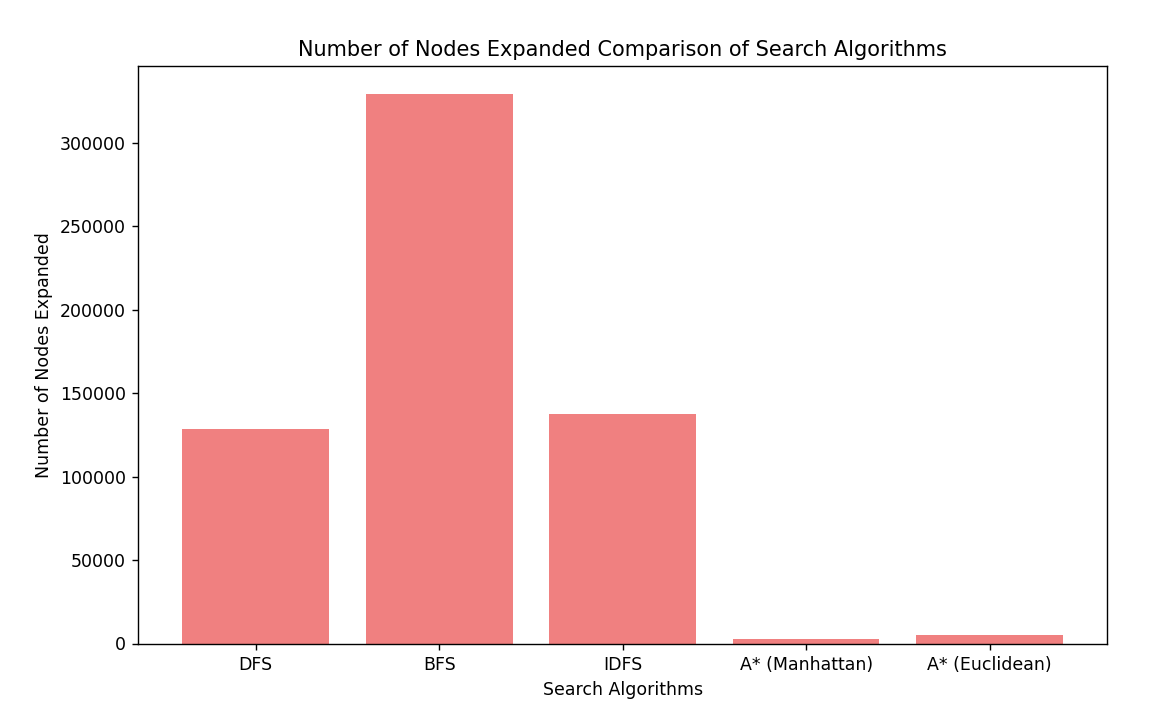 Number of Nodes Expanded Comparison of Search Algorithms
Number of Nodes Expanded
300000
250000
200000
150000
100000
50000
0
DFS BFS IDFS A* (Manhattan) A* (Euclidean)
Search Algorithms